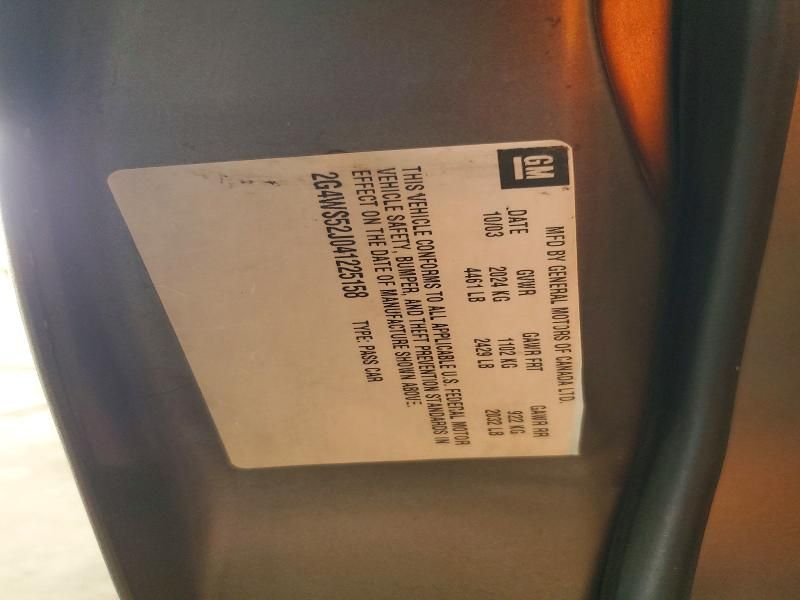 GM
MFD BY GENERAL MOTORS OF CANADA LTD.
DATE GVWR GAWR FRT GAWR RR
10/03 2024 KG 1102 KG 922 KG
4461 LB 2429 LB 2032 LB
THIS VEHICLE CONFORMS TO ALL APPLICABLE U.S. FEDERAL MOTOR
VEHICLE SAFETY, BUMPER, AND THEFT PREVENTION STANDARDS IN
EFFECT ON THE DATE OF MANUFACTURE SHOWN ABOVE.
2G4WS52J041225158 TYPE: PASS CAR